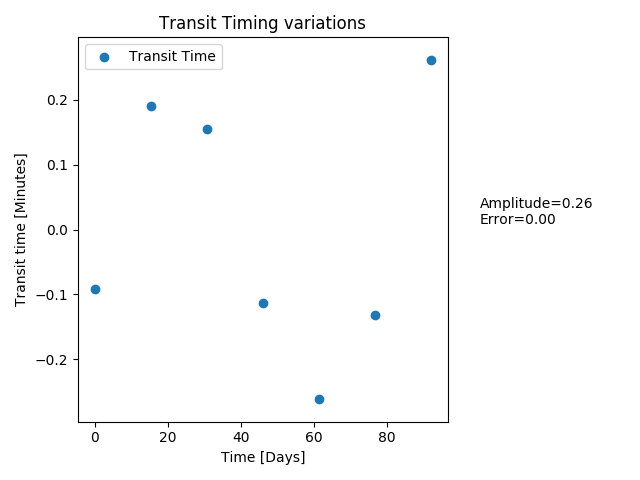 Transit Timing variations
Transit Time
Transit time [Minutes]
0.2
0.1
0.0
−0.1
−0.2
0
20
40
60
80
Time [Days]
Amplitude=0.26
Error=0.00